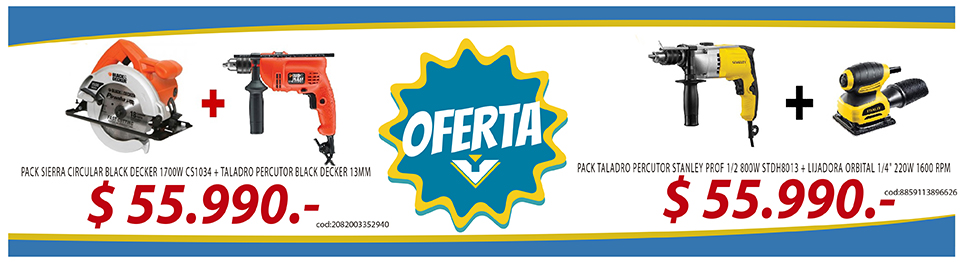 PACK SIERRA CIRCULAR BLACK DECKER 1700W CS1034 + TALADRO PERCUTOR BLACK DECKER 13MM
$ 55.990.-
cod:2082003352940
OFERTA
PACK TALADRO PERCUTOR STANLEY PROF 1/2 800W STDH8013 + LIJADORA ORBITAL 1/4" 220W 1600 RPM
$ 55.990.-
cod:8859113896626
STANLEY